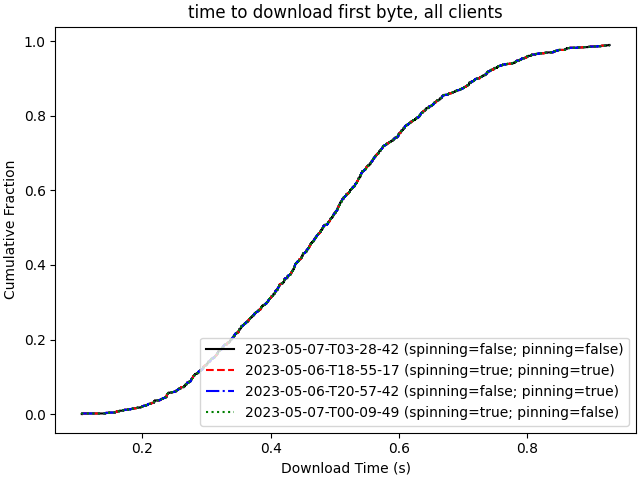 time to download first byte, all clients
1.0
0.8
0.6
0.4
0.2
0.0
Cumulative Fraction
2023-05-07-T03-28-42 (spinning=false; pinning=false)
2023-05-06-T18-55-17 (spinning=true; pinning=true)
2023-05-06-T20-57-42 (spinning=false; pinning=true)
2023-05-07-T00-09-49 (spinning=true; pinning=false)
0.2 0.4 0.6 0.8
Download Time (s)